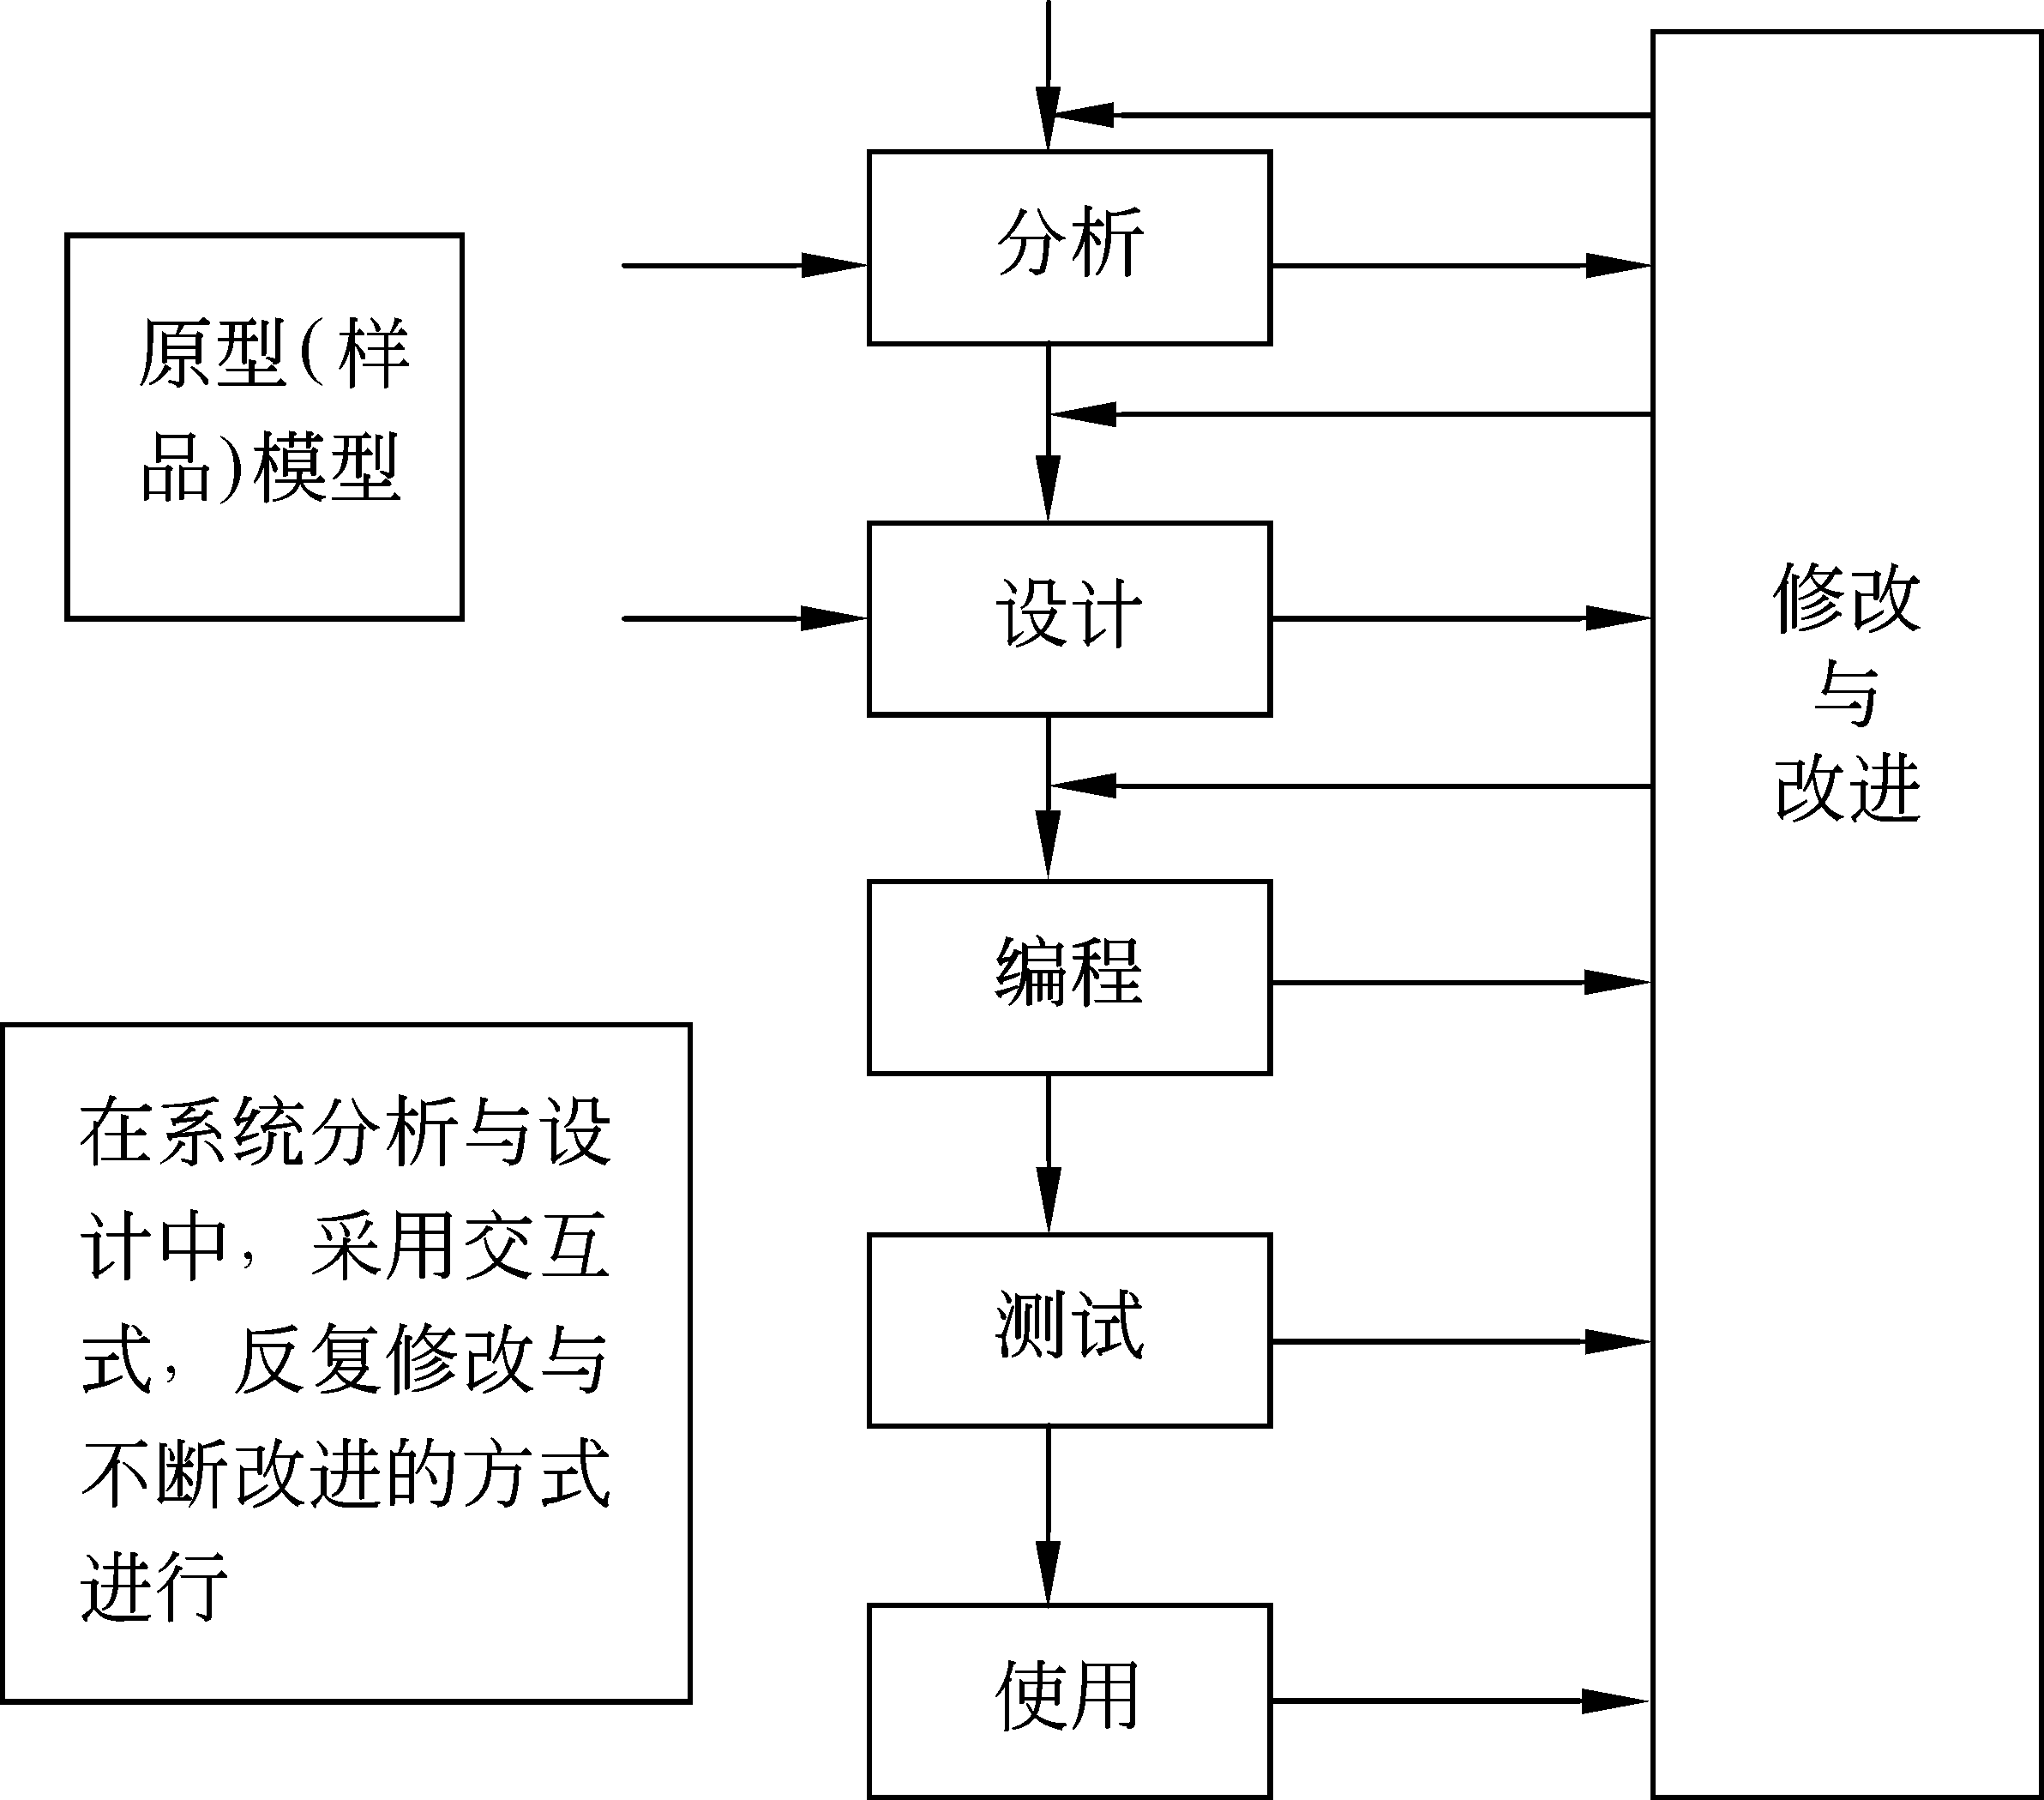 原型(样
品)模型
在系统分析与设
计中，采用交互
式，反复修改与
不断改进的方式
进行
分析
设计
编程
测试
使用
修改
与
改进